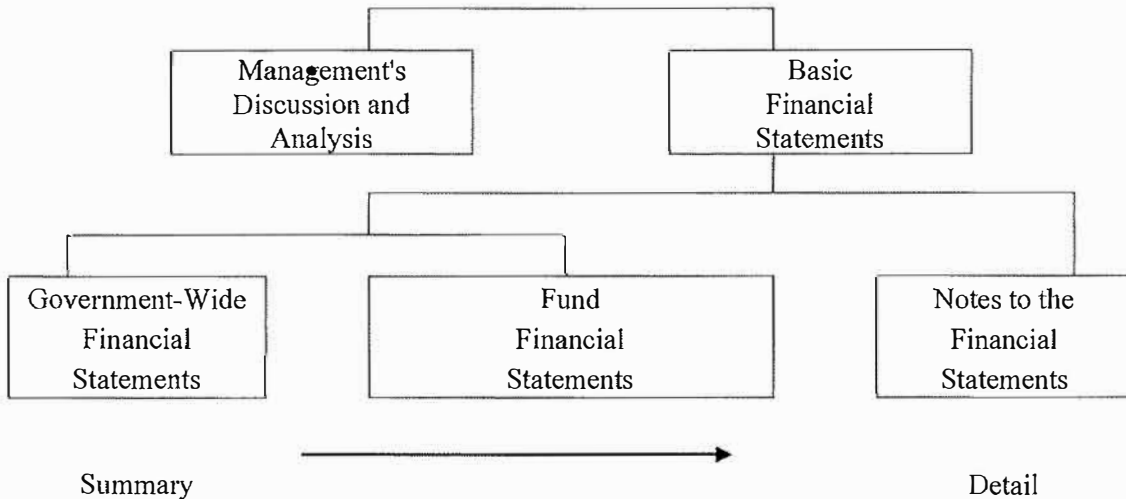 Management's
Discussion and
Analysis
Basic
Financial
Statements
Government-Wide
Financial
Statements
Fund
Financial
Statements
Notes to the
Financial
Statements
Summary
Detail